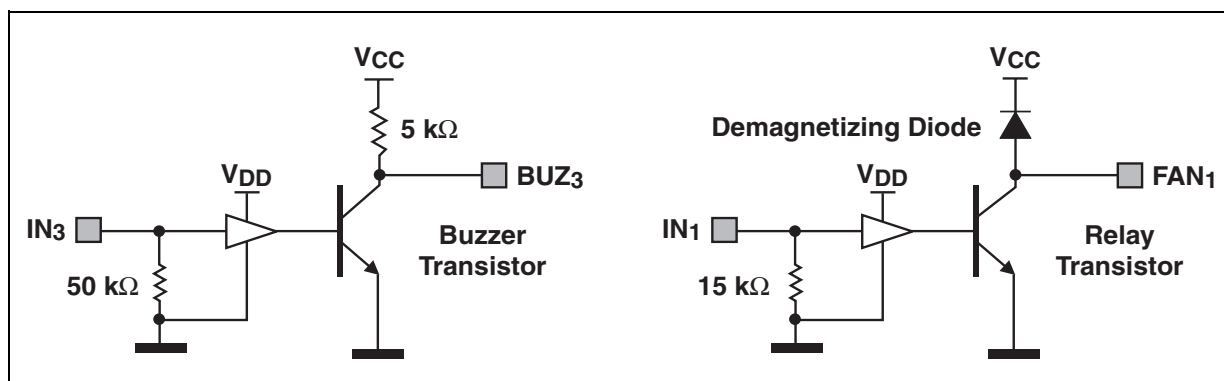 VCC
5 kΩ
BUZ3
VDD
IN3
Buzzer
Transistor
50 kΩ
VCC
Demagnetizing Diode
FAN1
VDD
IN1
Relay
Transistor
15 kΩ